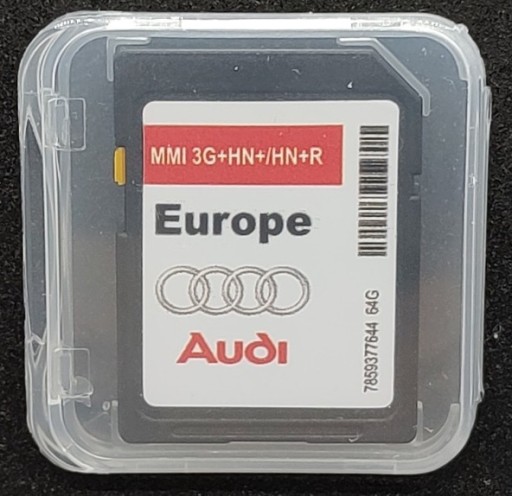 MMI 3G+HN+/HN+R
Europe
Audi
7859377644 64G